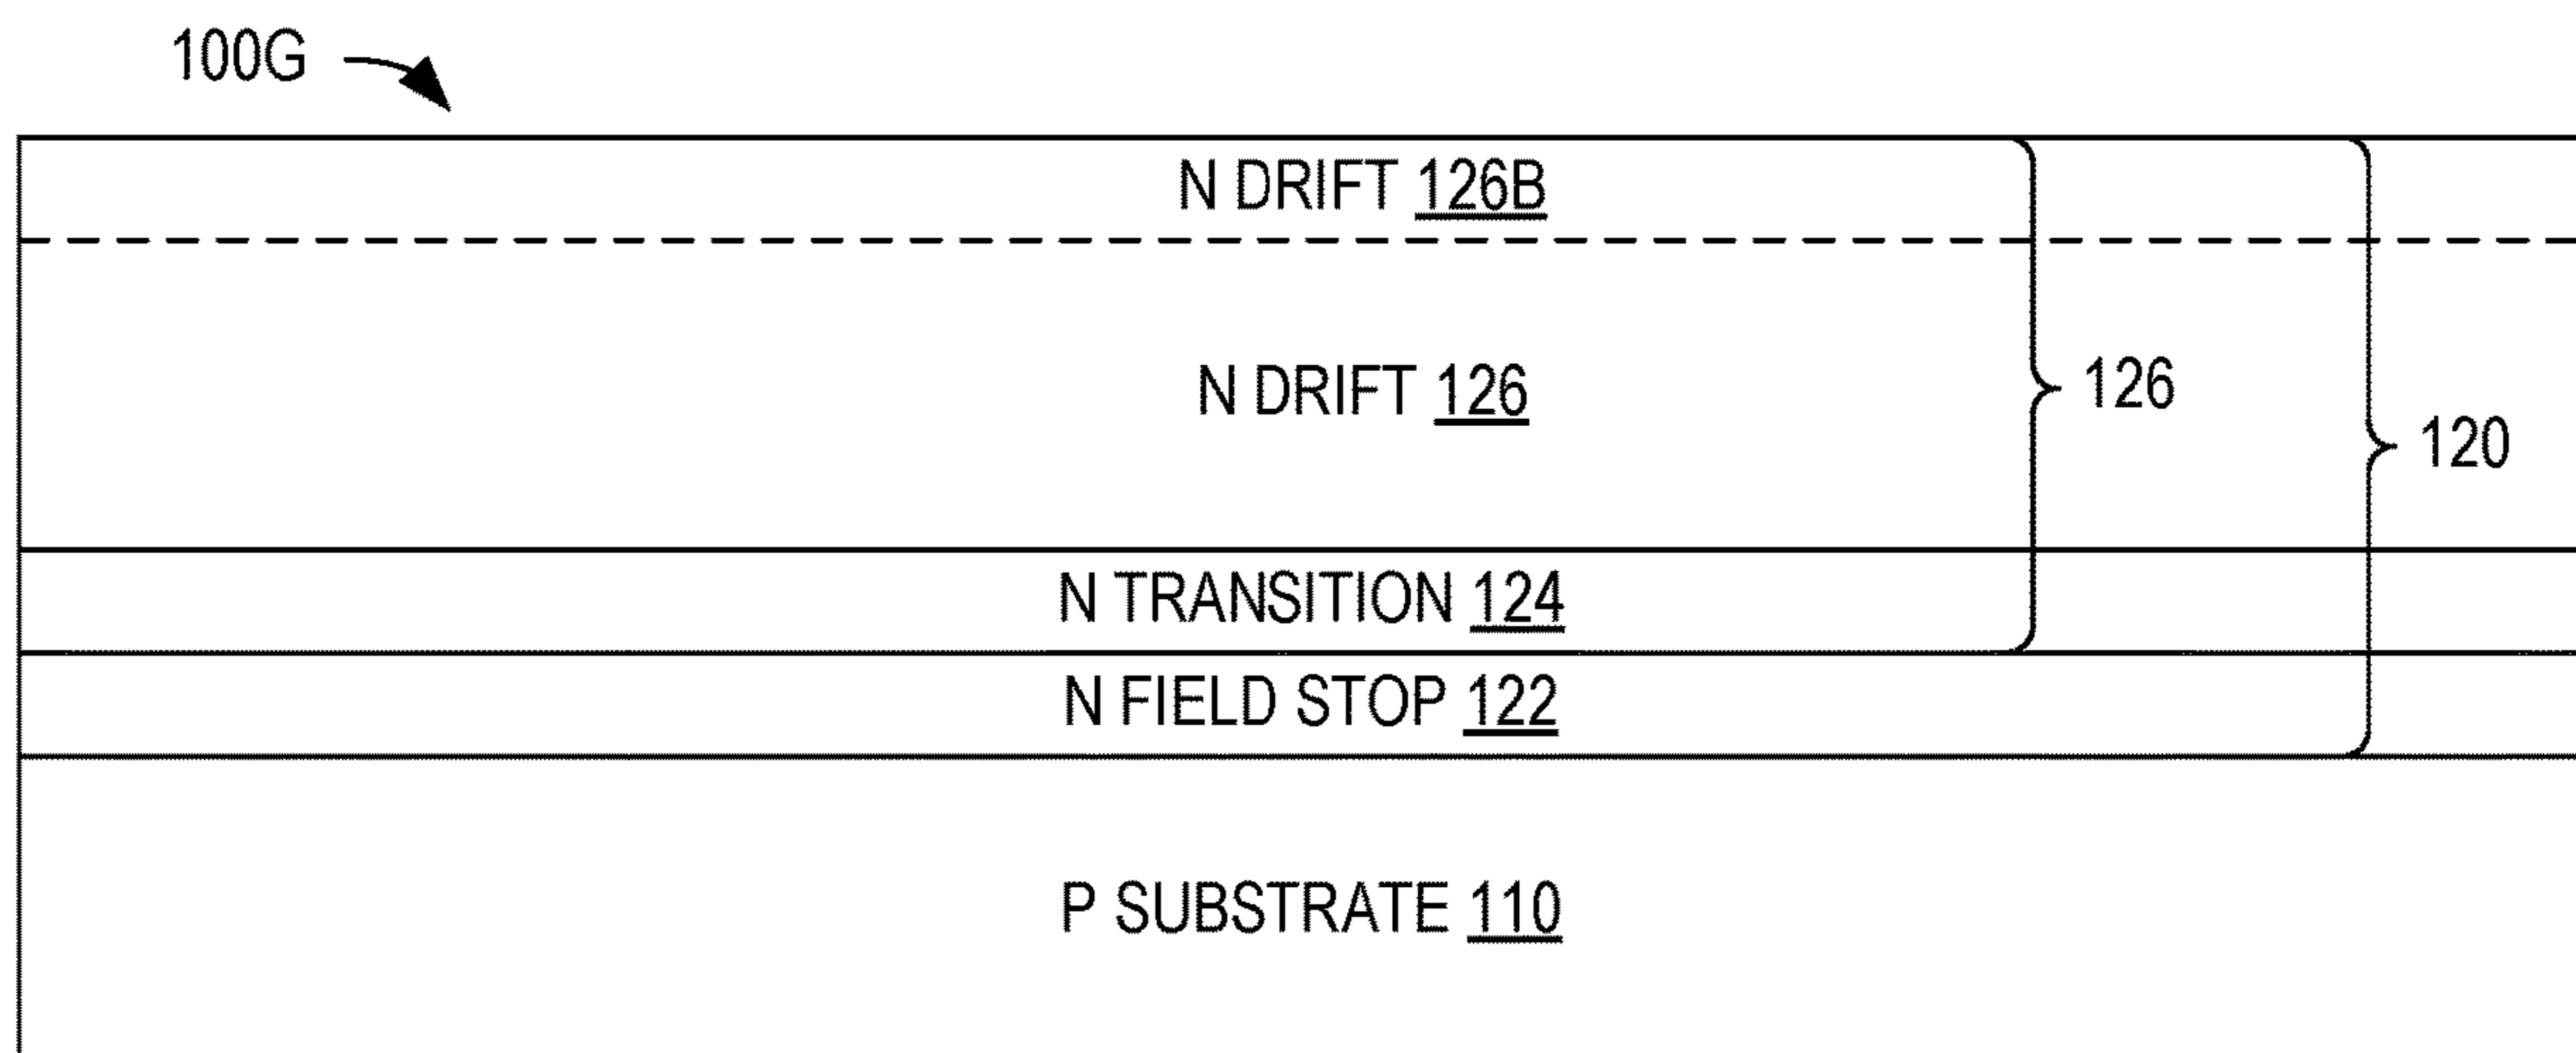 100G
N DRIFT 126B
N DRIFT 126
126
120
N TRANSITION 124
N FIELD STOP 122
P SUBSTRATE 110